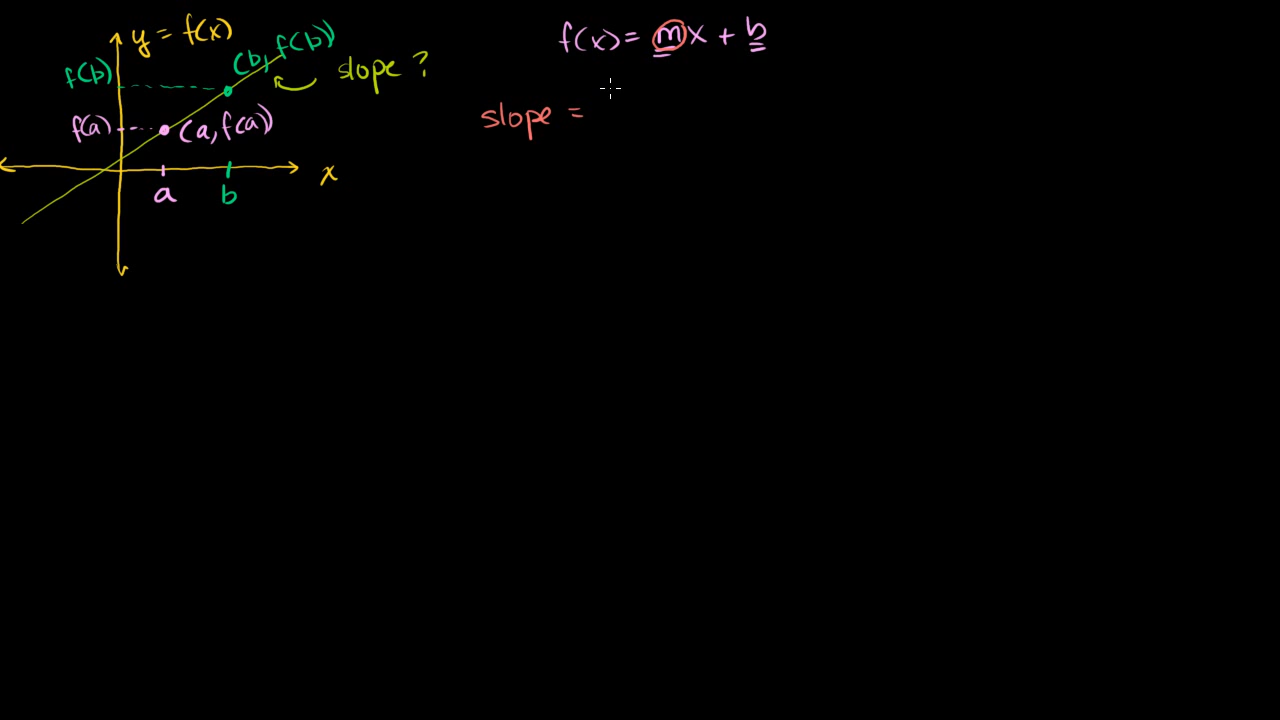 y = f(x)
f(x) = mx + b
(b, f(b))
f(b)
slope ?
f(a)
(a, f(a))
slope =
x
a
b